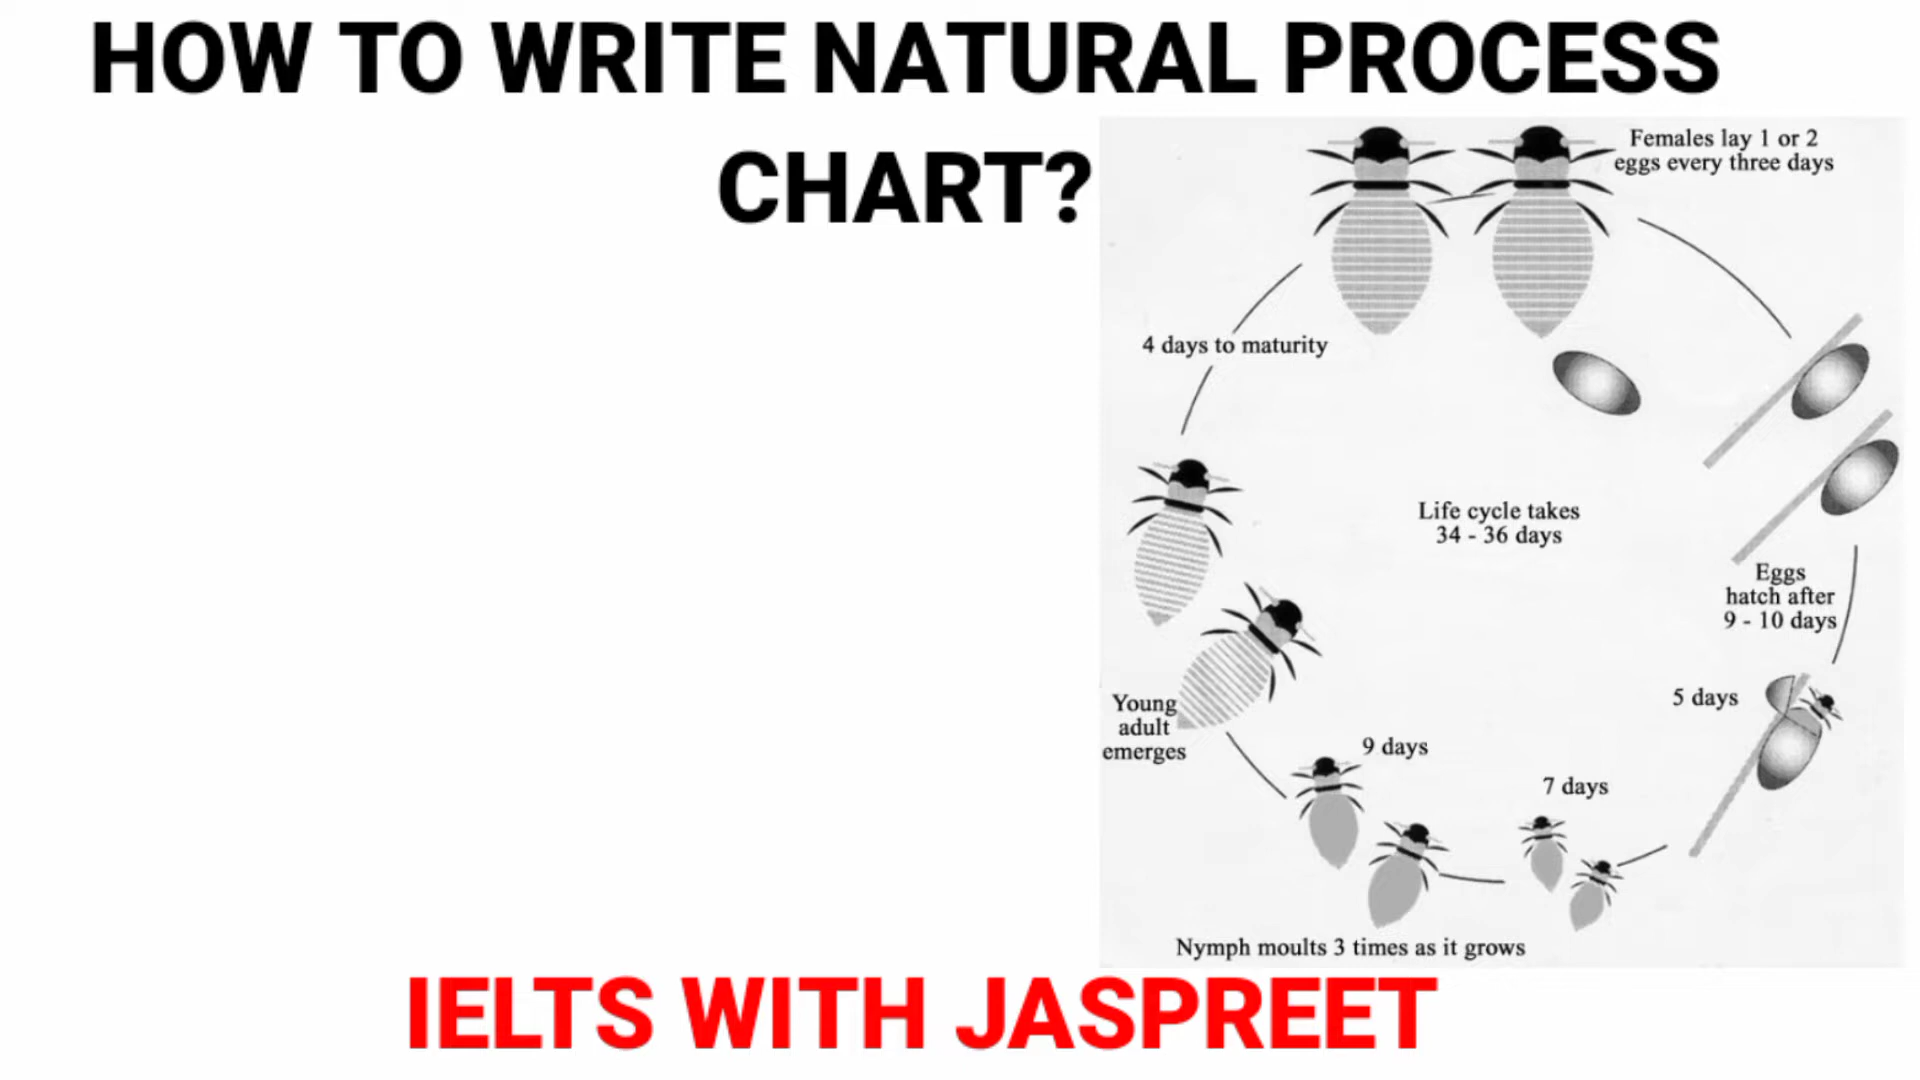 HOW TO WRITE NATURAL PROCESS
CHART?
Females lay 1 or 2
eggs every three days
4 days to maturity
Life cycle takes
34 - 36 days
Eggs
hatch after
9 - 10 days
5 days
Young
adult
emerges
9 days
7 days
Nymph moults 3 times as it grows
IELTS WITH JASPREET